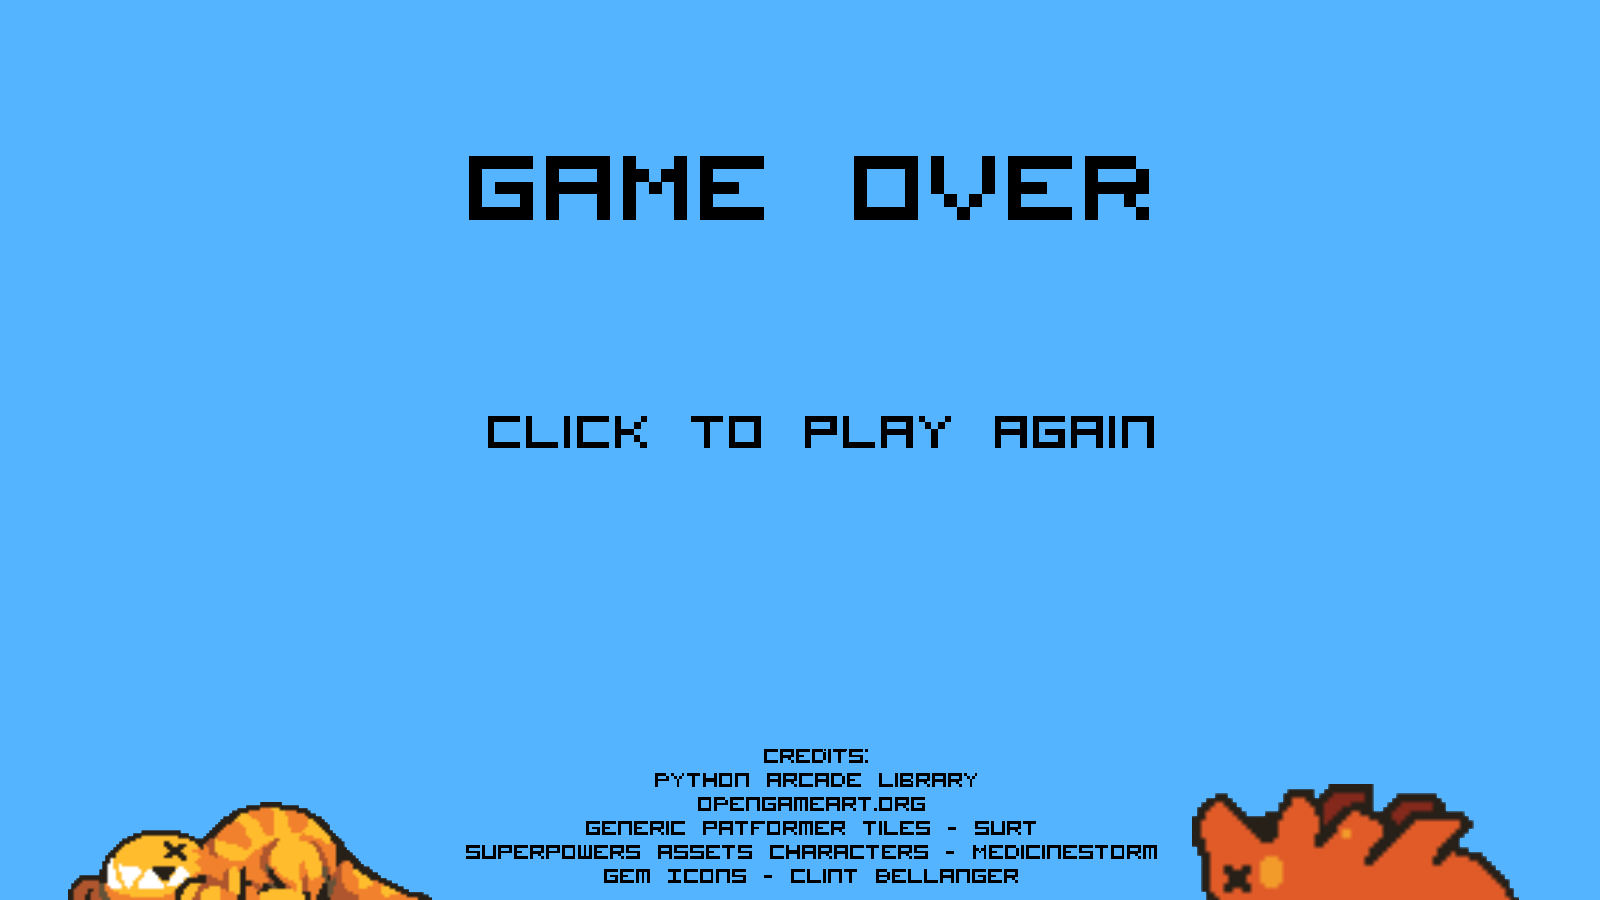 GAME OVER
CLICK TO PLAY AGAIN
CREDITS:
PYTHON ARCADE LIBRARY
OPENGAMEART.ORG
GENERIC PATFORMER TILES - SURT
SUPERPOWERS ASSETS CHARACTERS - MEDICINESTORM
GEM ICONS - CLINT BELLANGER